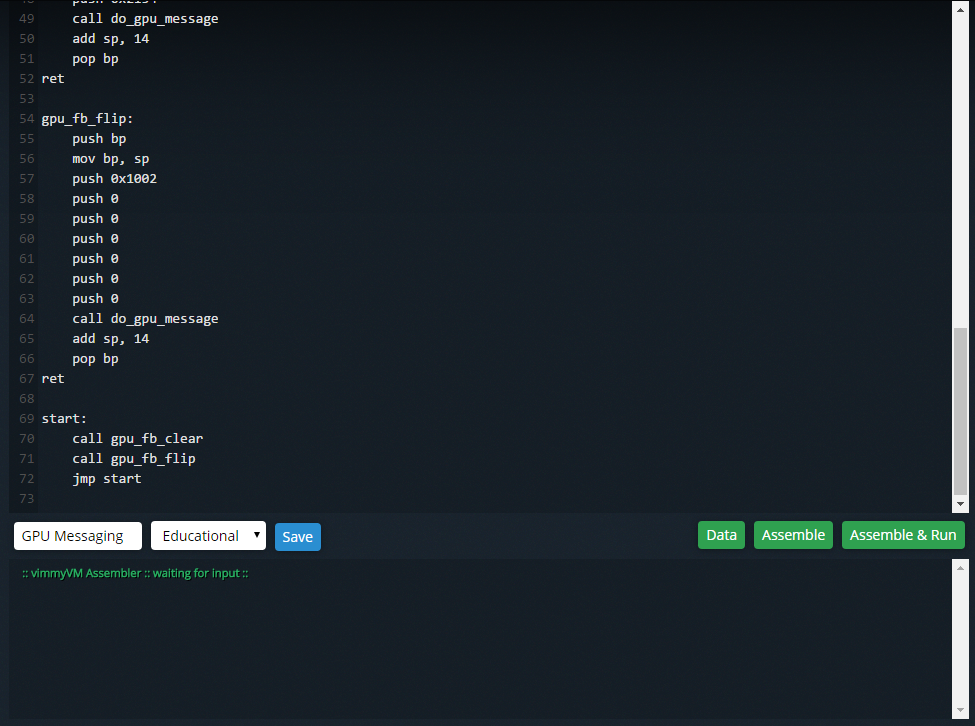 49 call do_gpu_message
50 add sp, 14
51 pop bp
52 ret
53
54 gpu_fb_flip:
55 push bp
56 mov bp, sp
57 push 0x1002
58 push 0
59 push 0
60 push 0
61 push 0
62 push 0
63 push 0
64 call do_gpu_message
65 add sp, 14
66 pop bp
67 ret
68
69 start:
70 call gpu_fb_clear
71 call gpu_fb_flip
72 jmp start
73
GPU Messaging Educational Save Data Assemble Assemble & Run
:: vimmyVM Assembler :: waiting for input ::